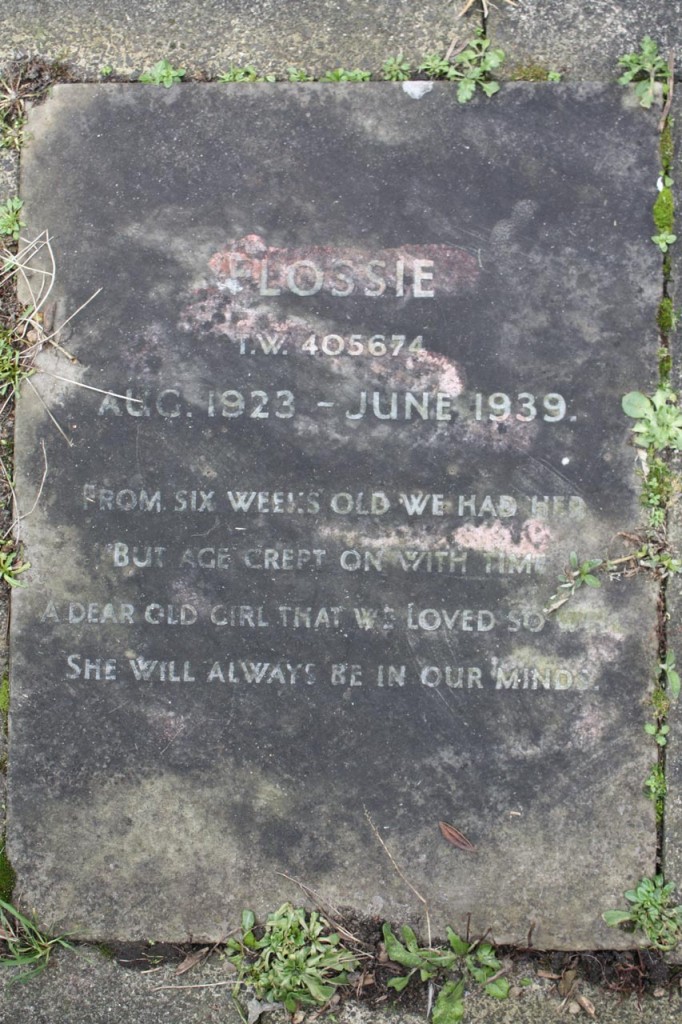 FLOSSIE
T.W. 405674
AUG. 1923 - JUNE 1939.
FROM SIX WEEKS OLD WE HAD HER
BUT AGE CREPT ON WITH TIME
A DEAR OLD GIRL THAT WE LOVED SO
SHE WILL ALWAYS BE IN OUR MINDS.